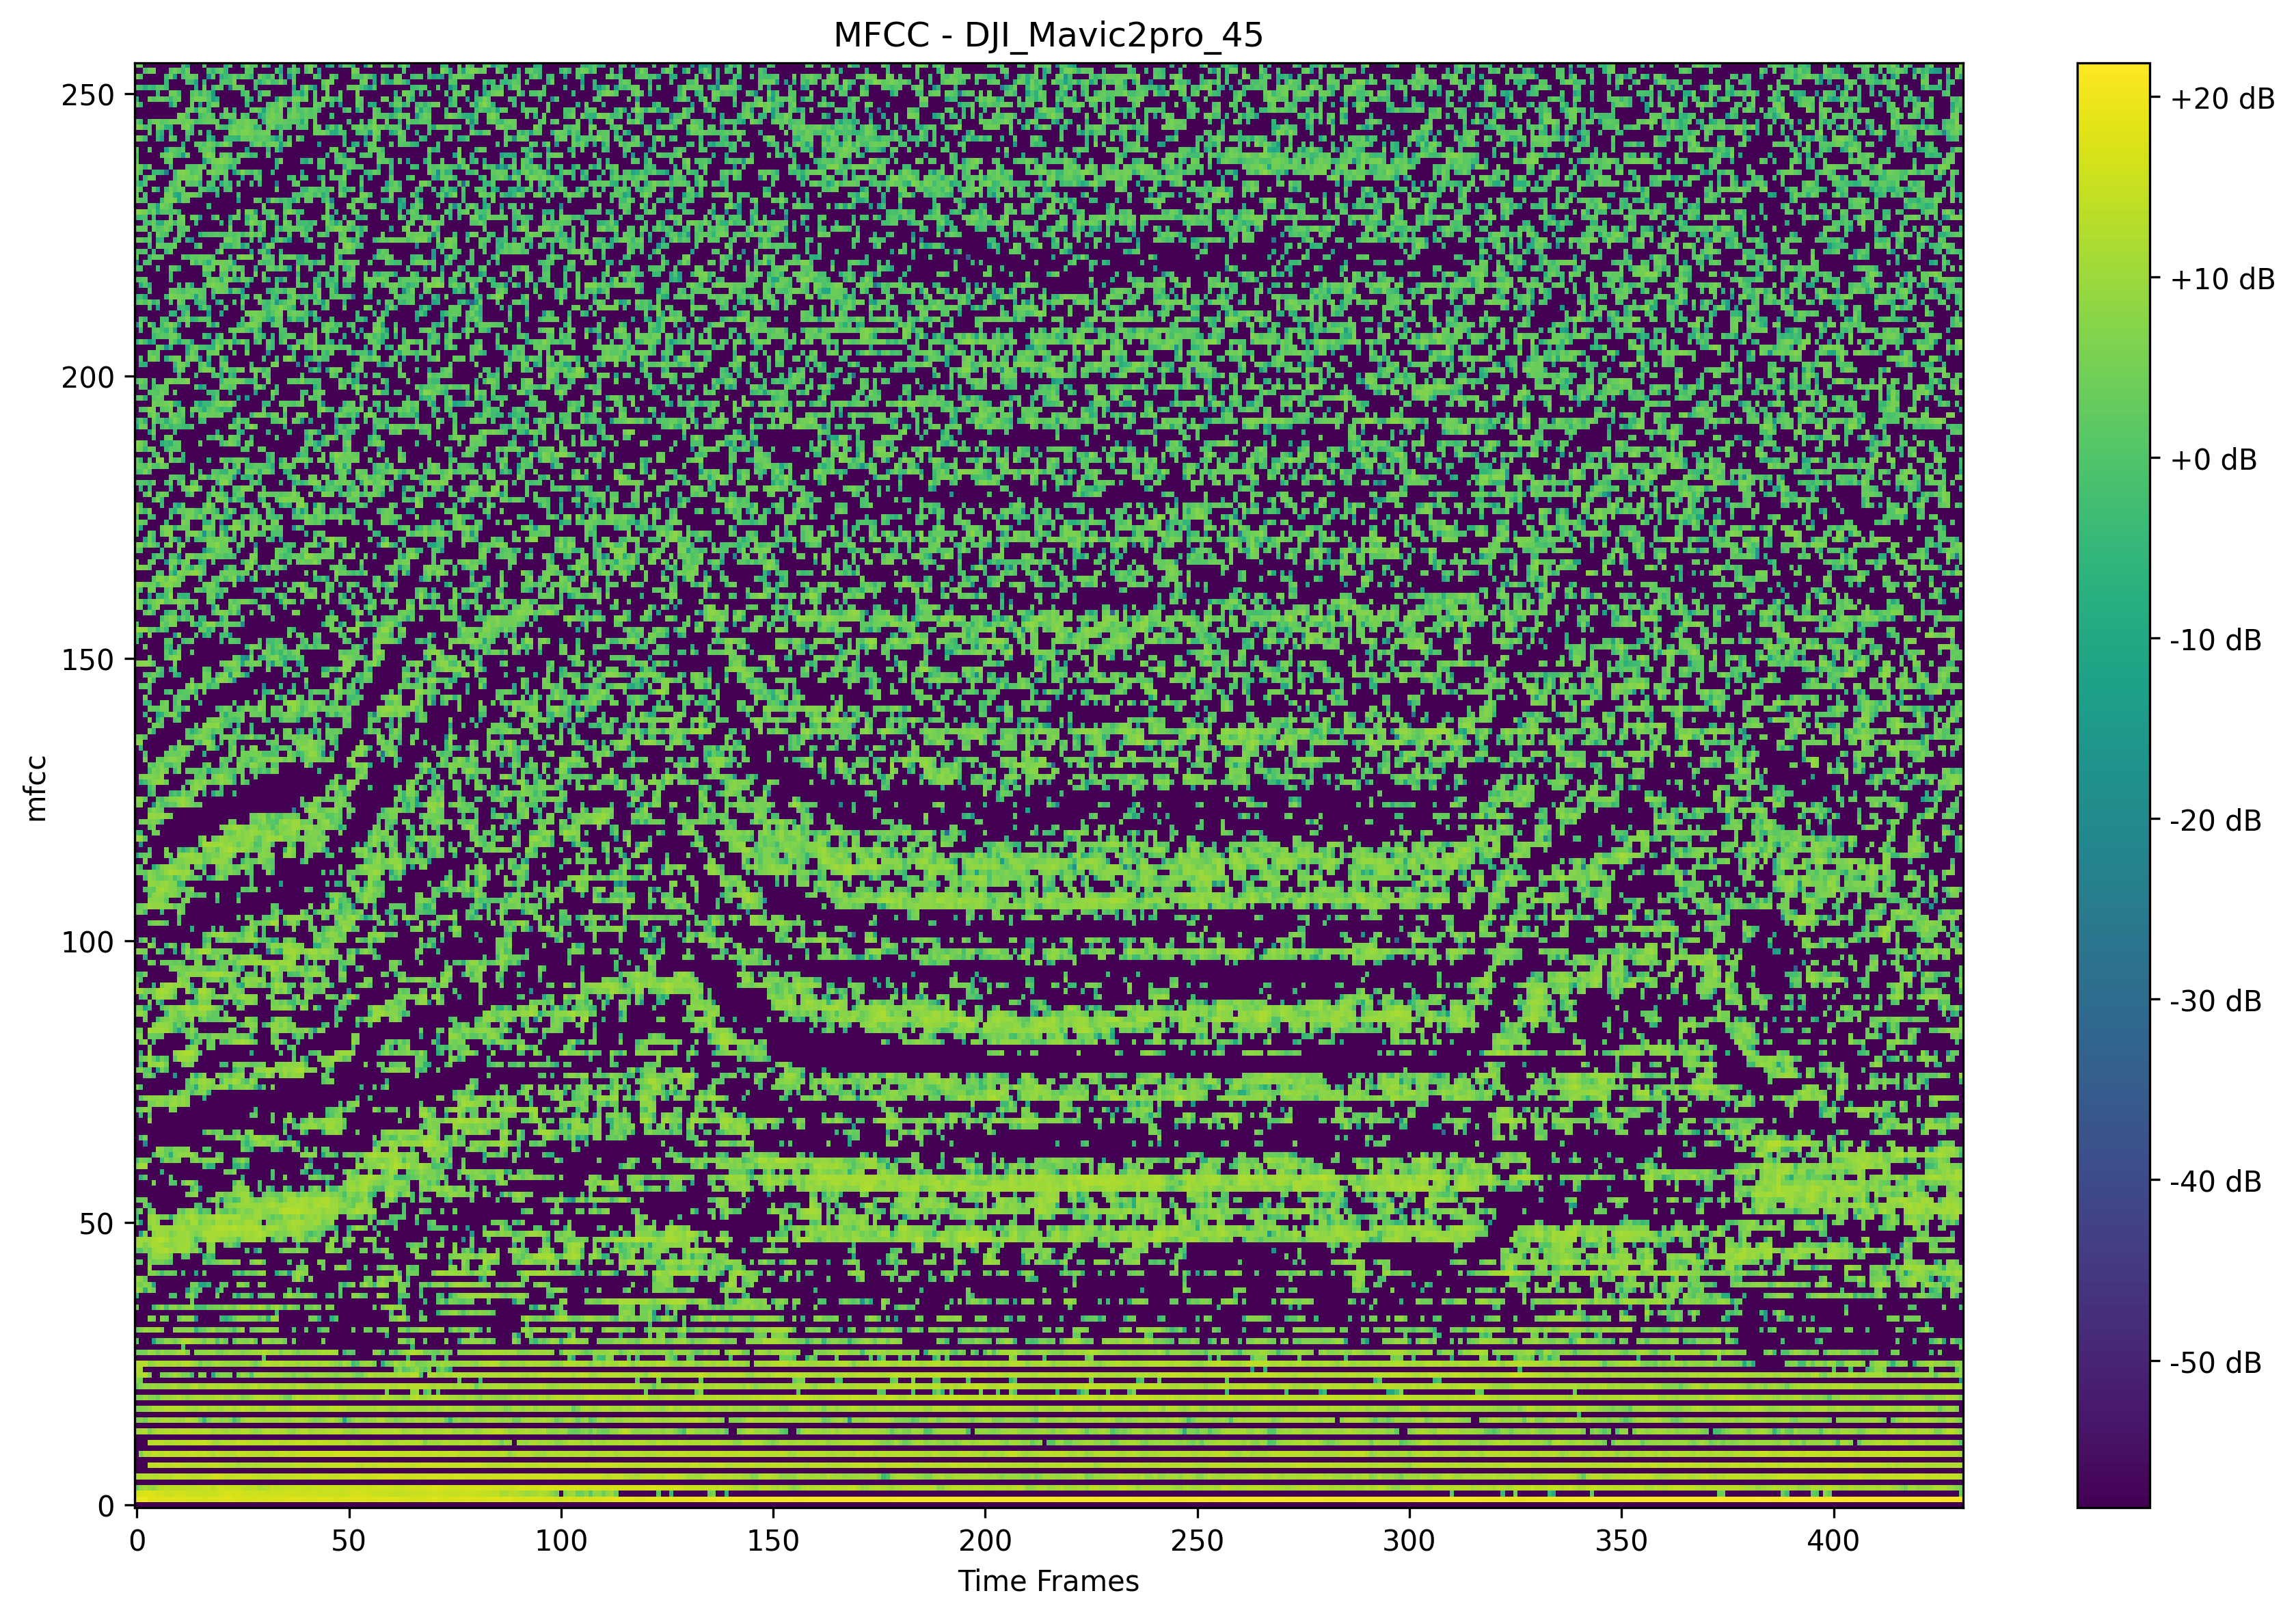 MFCC - DJI_Mavic2pro_45
250
200
150
100
50
0
mfcc
0 50 100 150 200 250 300 350 400
Time Frames
+20 dB
+10 dB
+0 dB
-10 dB
-20 dB
-30 dB
-40 dB
-50 dB